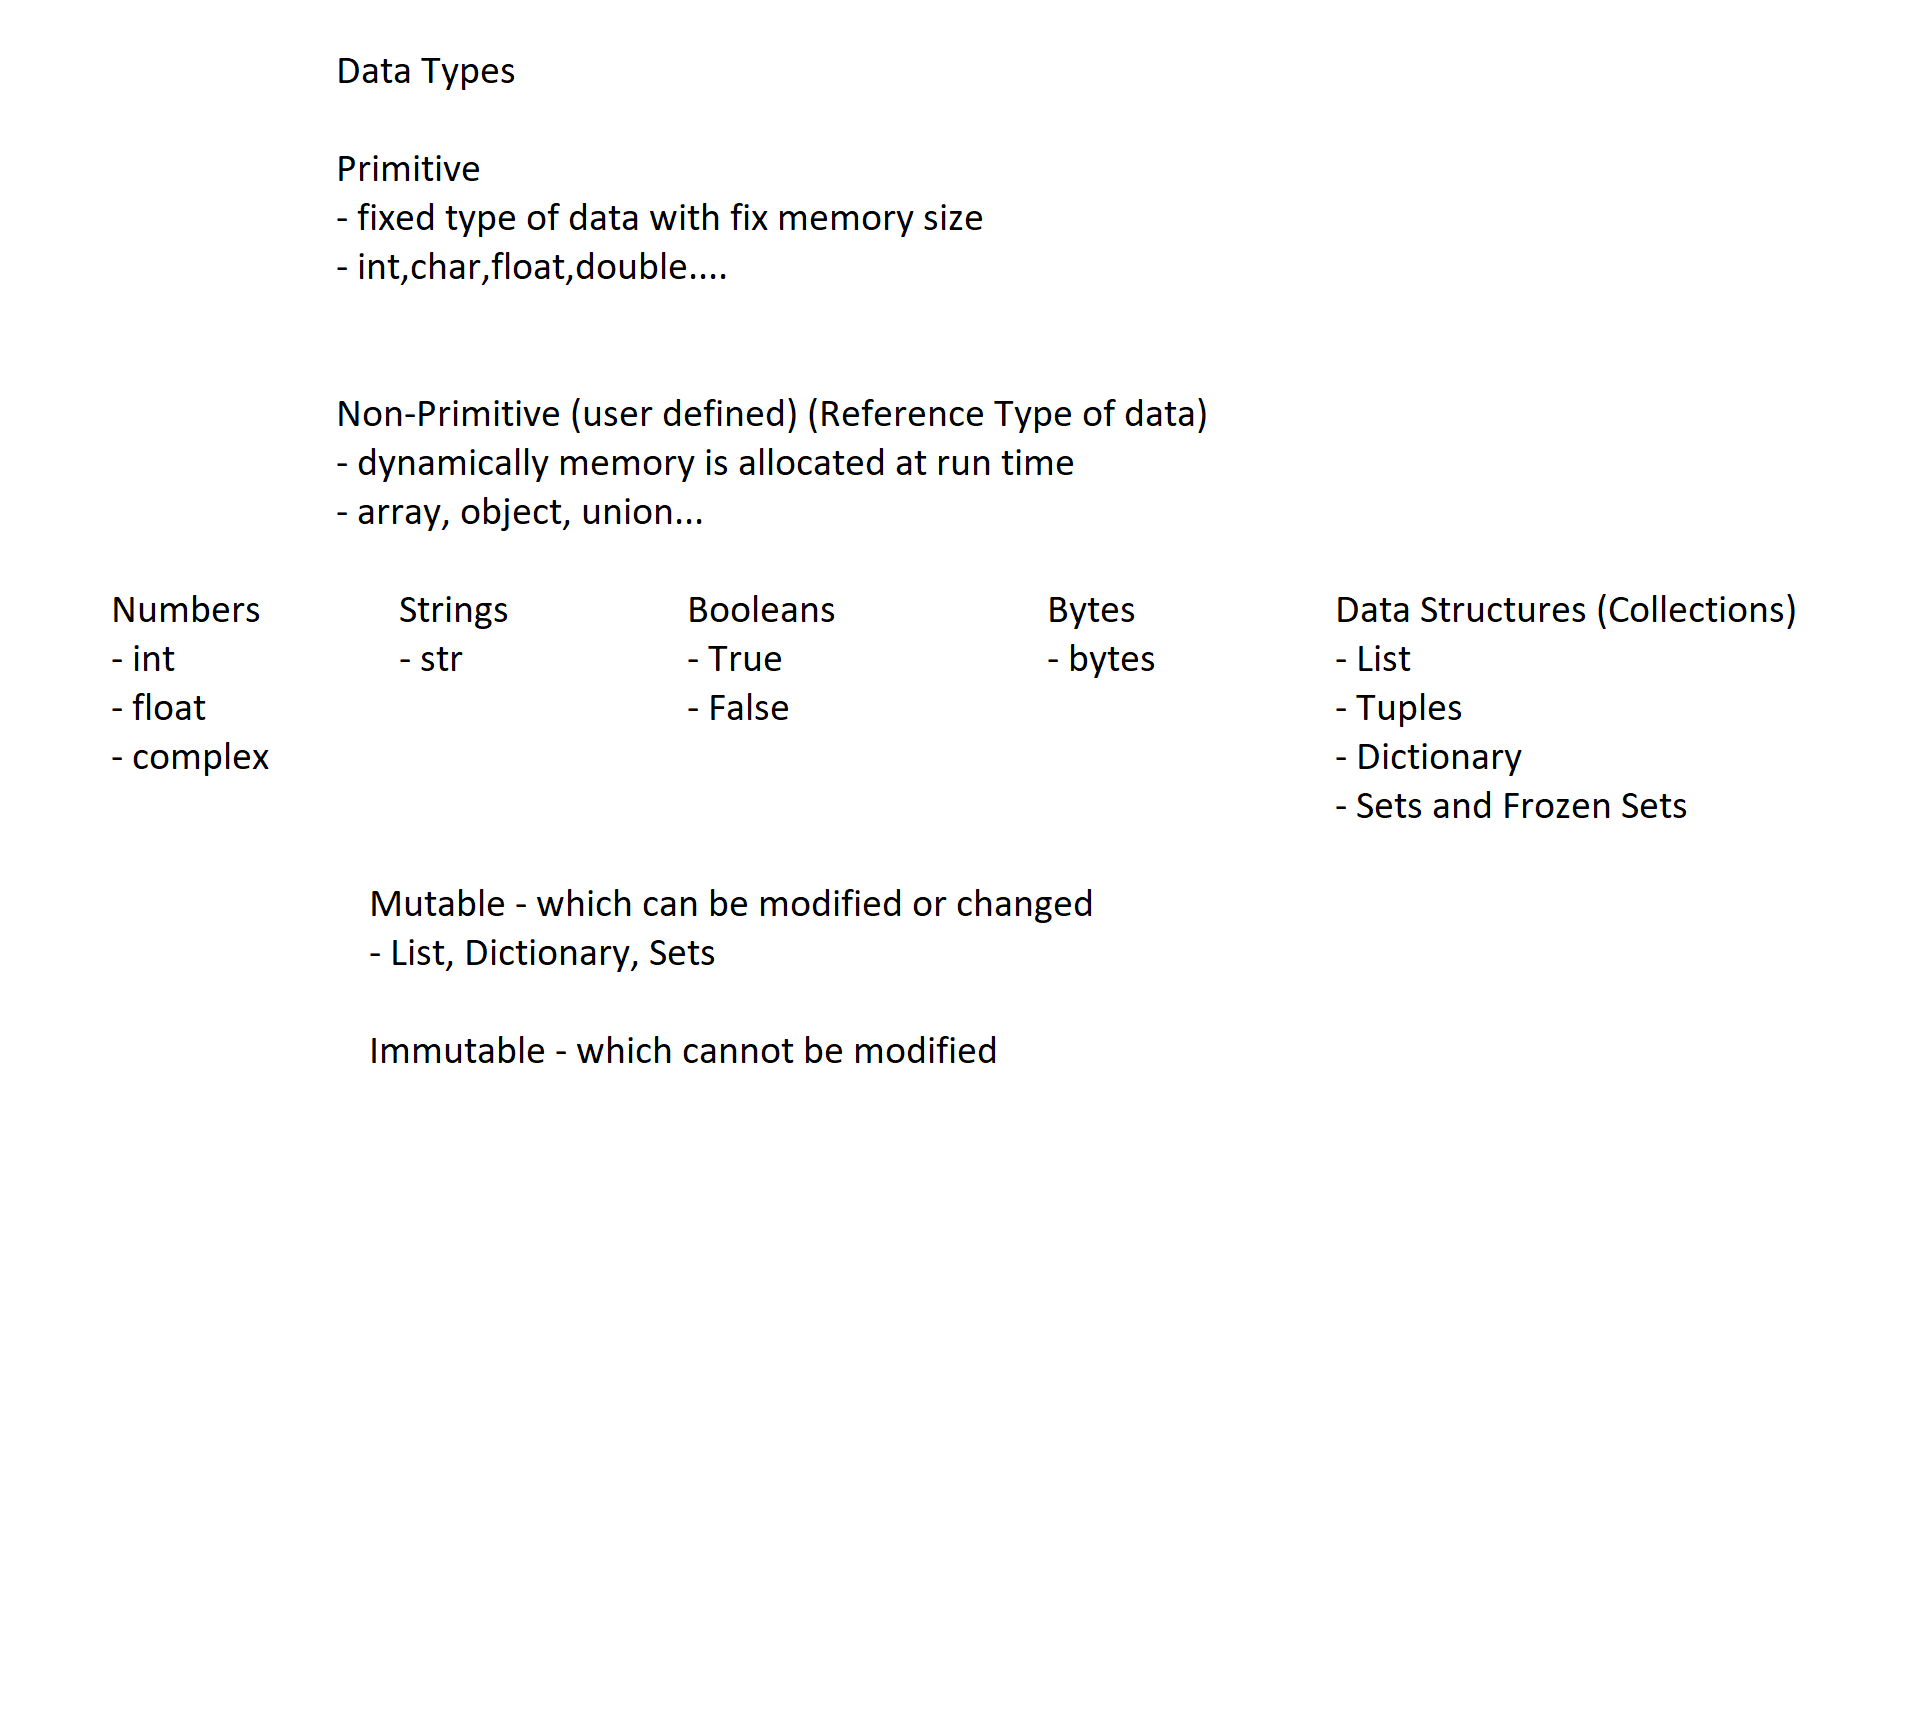 Data Types
Primitive
- fixed type of data with fix memory size
- int,char,float,double....
Non-Primitive (user defined) (Reference Type of data)
- dynamically memory is allocated at run time
- array, object, union...
Numbers
- int
- float
- complex
Strings
- str
Booleans
- True
- False
Bytes
- bytes
Data Structures (Collections)
- List
- Tuples
- Dictionary
- Sets and Frozen Sets
Mutable - which can be modified or changed
- List, Dictionary, Sets
Immutable - which cannot be modified